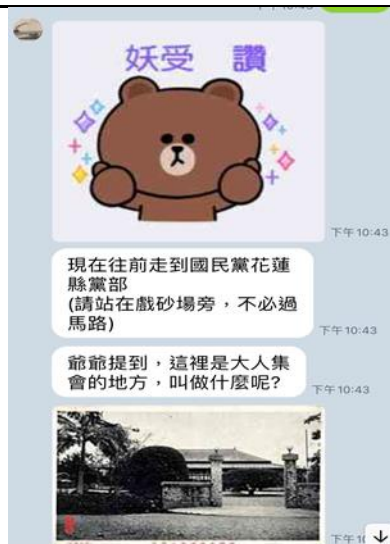 妖受 讚
下午10:43
現在往前走到國民黨花蓮
縣黨部
(請站在戲砂場旁，不必過
馬路)
下午10:43
爺爺提到，這裡是大人集
會的地方，叫做什麼呢?
下午10:43